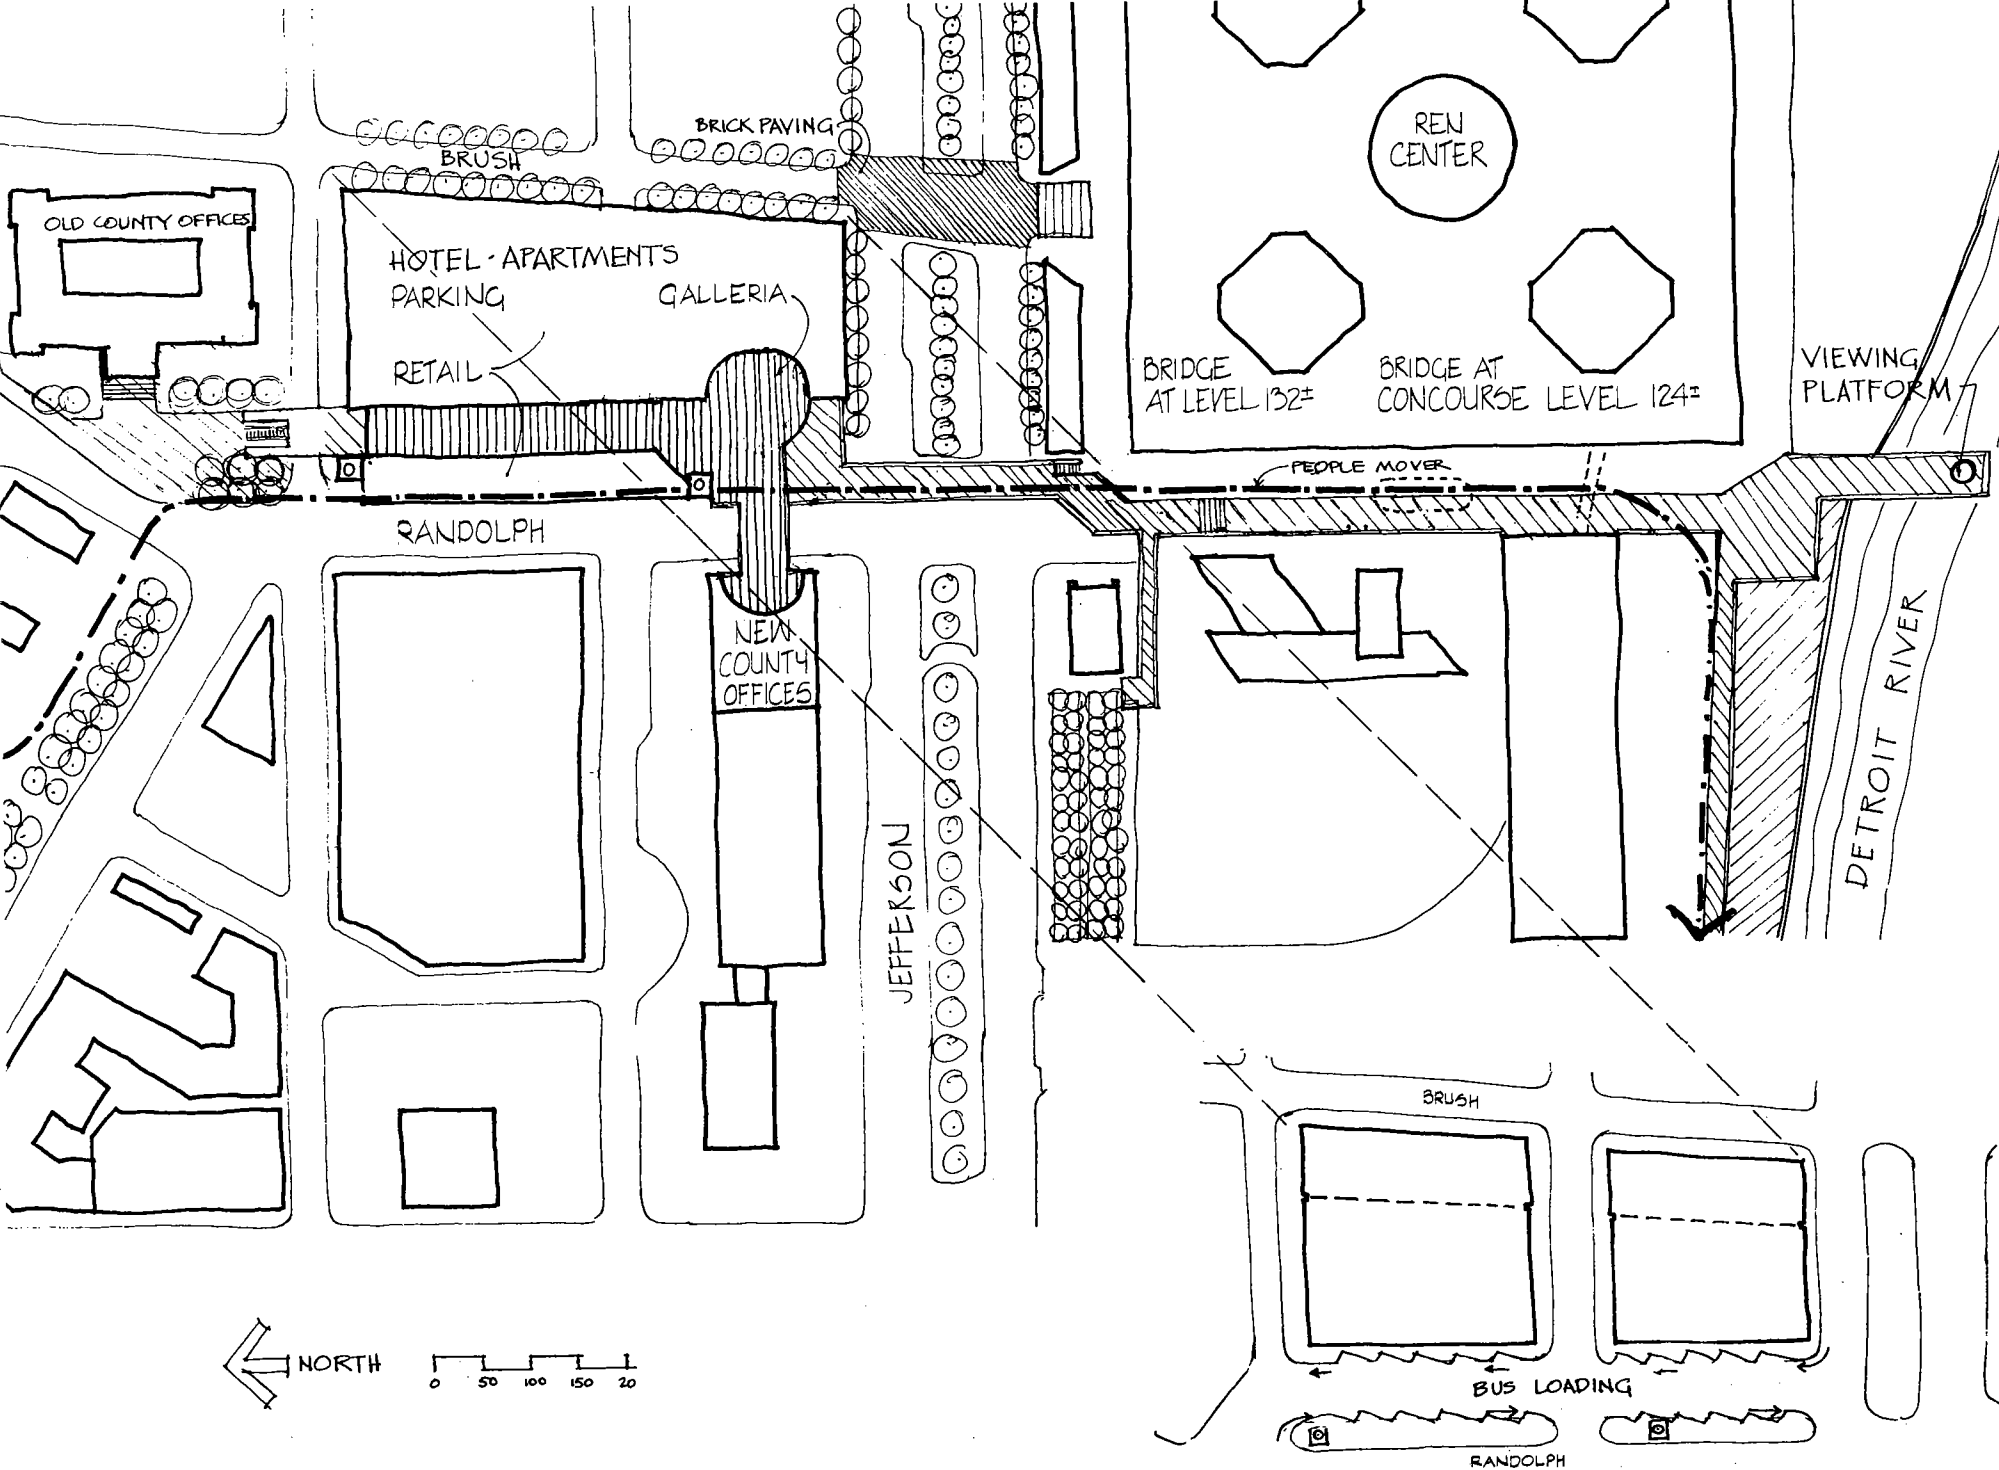 BRICK PAVING
BRUSH
REN
CENTER
OLD COUNTY OFFICES
HOTEL · APARTMENTS
PARKING
GALLERIA
RETAIL
BRIDGE
AT LEVEL 132±
BRIDGE AT
CONCOURSE LEVEL 124±
VIEWING
PLATFORM
PEOPLE MOVER
RANDOLPH
NEW
COUNTY
OFFICES
JEFFERSON
DETROIT RIVER
BRUSH
NORTH
0 50 100 150 20
BUS LOADING
RANDOLPH